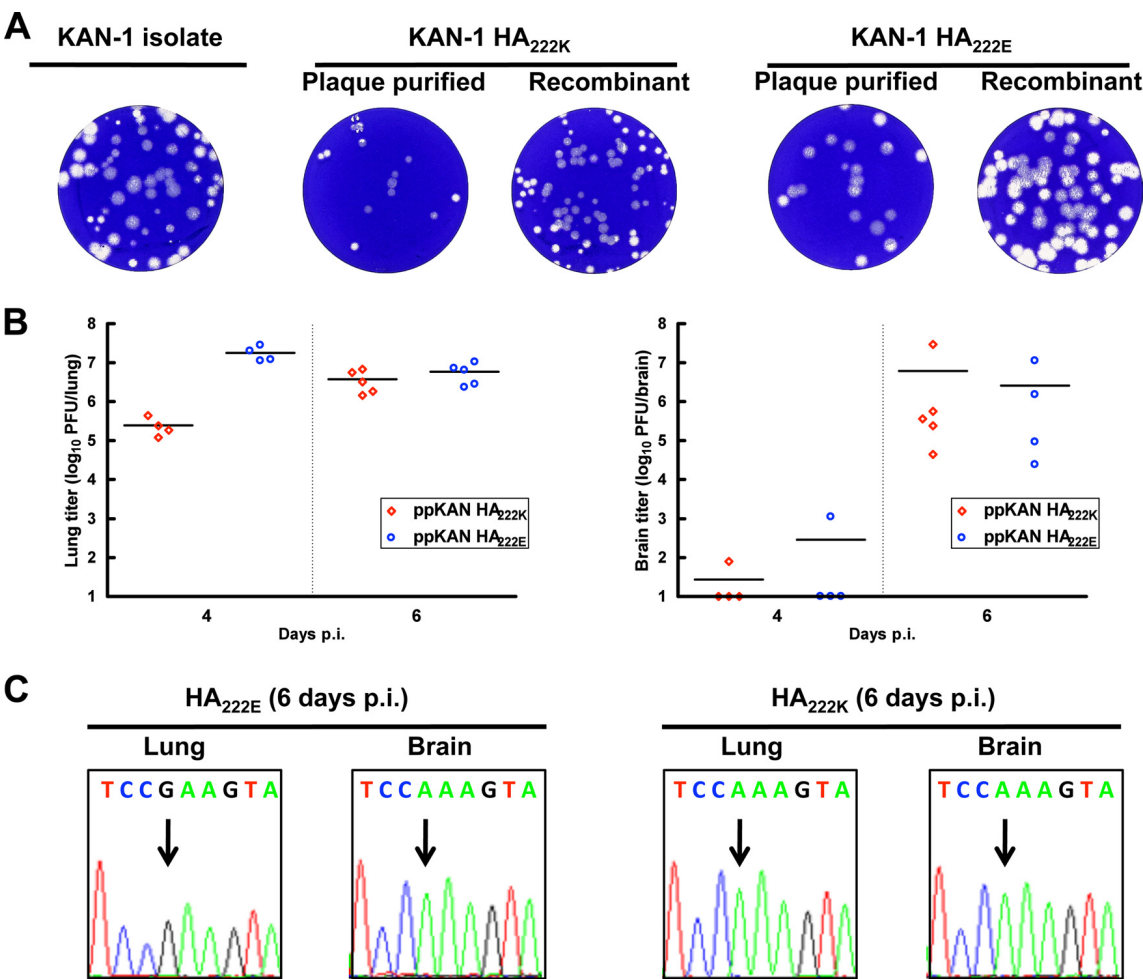 A
KAN-1 isolate
KAN-1 HA222K
KAN-1 HA222E
Plaque purified
Recombinant
Plaque purified
Recombinant
B
8
7
6
5
4
3
2
1
Lung titer (log10 PFU/lung)
ppKAN HA222K
ppKAN HA222E
4
6
Days p.i.
8
7
6
5
4
3
2
1
Brain titer (log10 PFU/brain)
ppKAN HA222K
ppKAN HA222E
4
6
Days p.i.
C
HA222E (6 days p.i.)
HA222K (6 days p.i.)
Lung
Brain
Lung
Brain
TCCGAAGTA
TCCAAAGTA
TCCAAAGTA
TCCAAAGTA